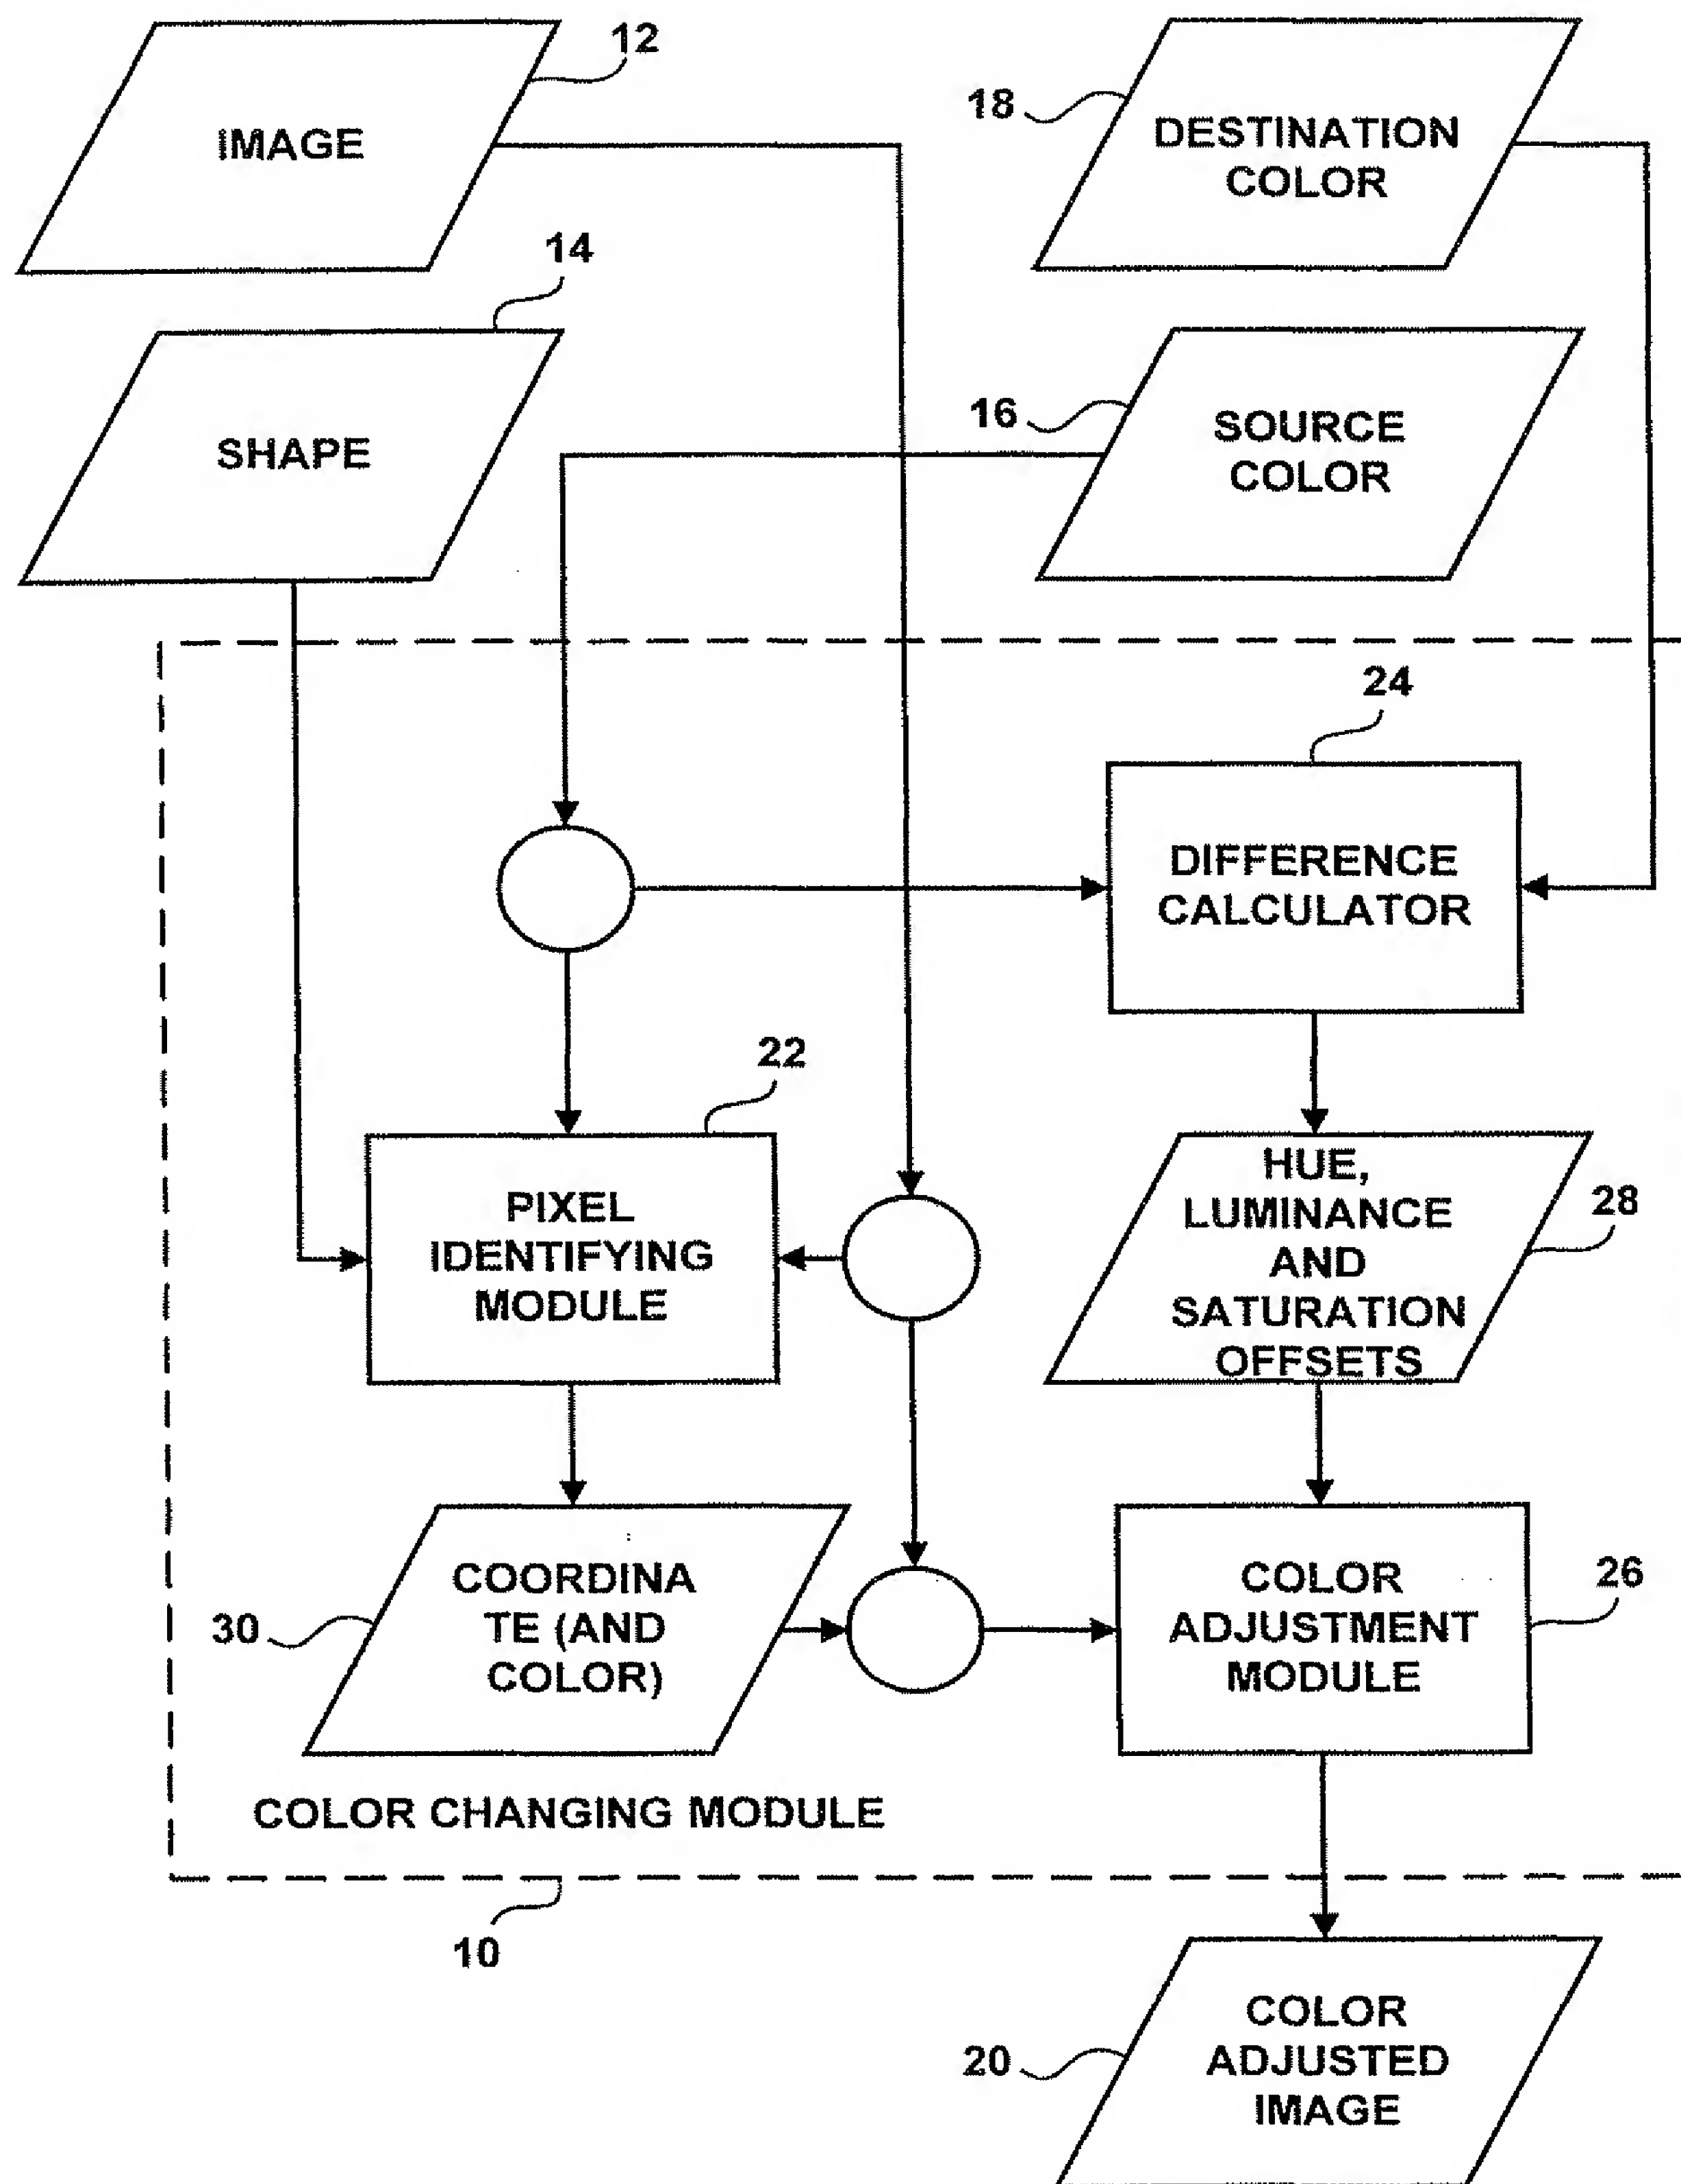 12
IMAGE
18
DESTINATION
COLOR
14
SHAPE
16
SOURCE
COLOR
24
DIFFERENCE
CALCULATOR
22
PIXEL
IDENTIFYING
MODULE
HUE,
LUMINANCE
AND
SATURATION
OFFSETS
28
COORDINA
TE (AND
COLOR)
30
COLOR
ADJUSTMENT
MODULE
26
COLOR CHANGING MODULE
10
COLOR
ADJUSTED
IMAGE
20